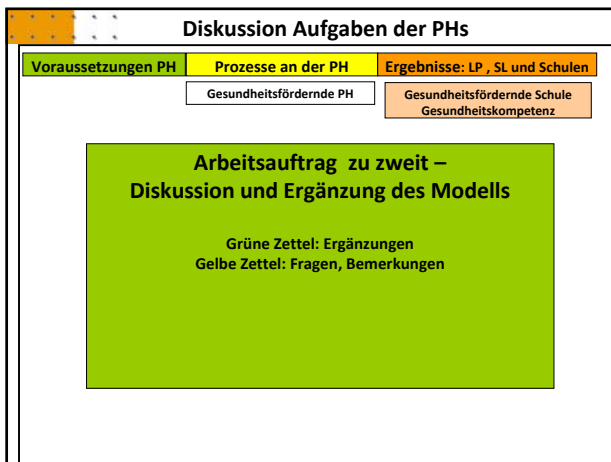 Diskussion Aufgaben der PHs
Voraussetzungen PH
Prozesse an der PH
Ergebnisse: LP , SL und Schulen
Gesundheitsfördernde PH
Gesundheitsfördernde Schule
Gesundheitskompetenz
Arbeitsauftrag zu zweit –
Diskussion und Ergänzung des Modells
Grüne Zettel: Ergänzungen
Gelbe Zettel: Fragen, Bemerkungen